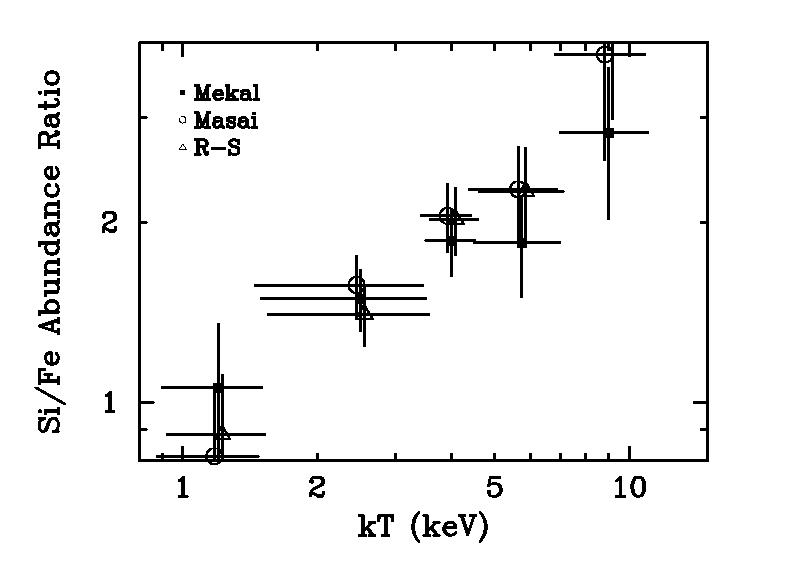 Si/Fe Abundance Ratio
Mekal
Masai
R-S
2
1
1 2 5 10
kT (keV)